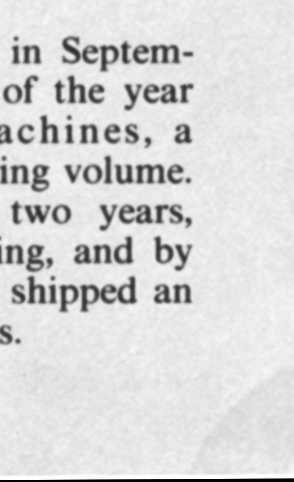 in Septem-
of the year
achines, a
ing volume.
two years,
ing, and by
shipped an
s.